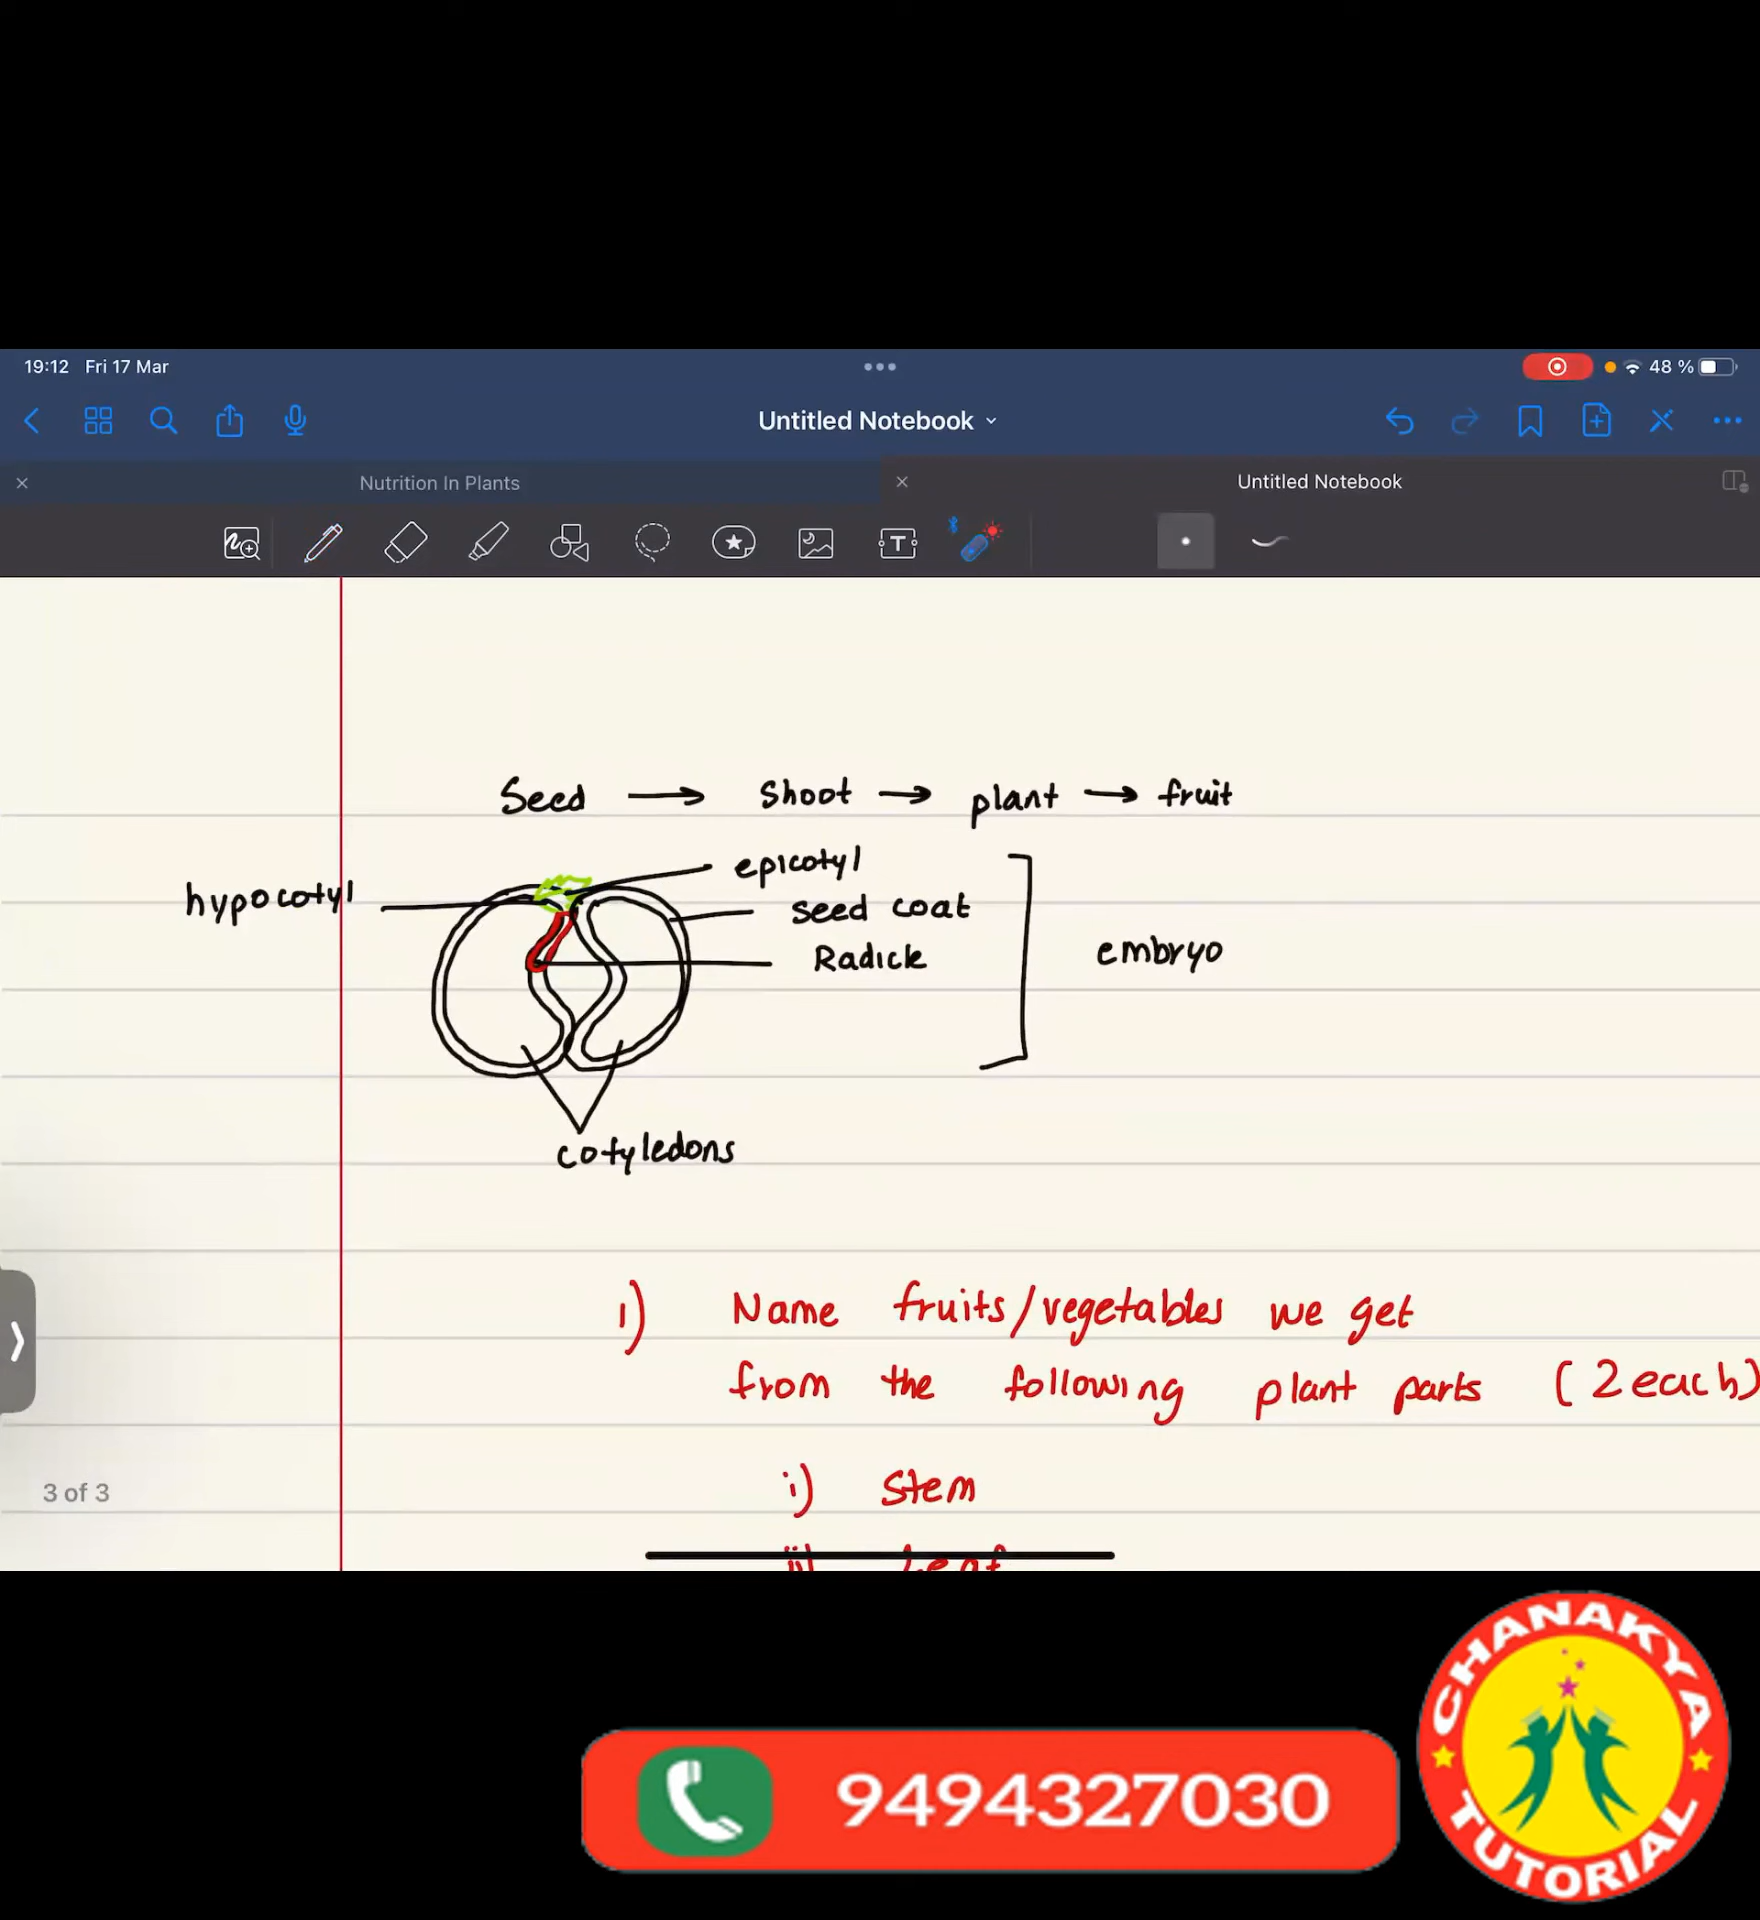 19:12 Fri 17 Mar
48 %
Untitled Notebook
Nutrition In Plants
Untitled Notebook
Seed → Shoot → plant → fruit
epicotyl
hypocotyl
seed coat
Radicle
embryo
cotyledons
1) Name fruits/vegetables we get
from the following plant parts (2 each)
i) Stem
ii) Leaf
3 of 3
9494327030
CHANAKYA
TUTORIAL